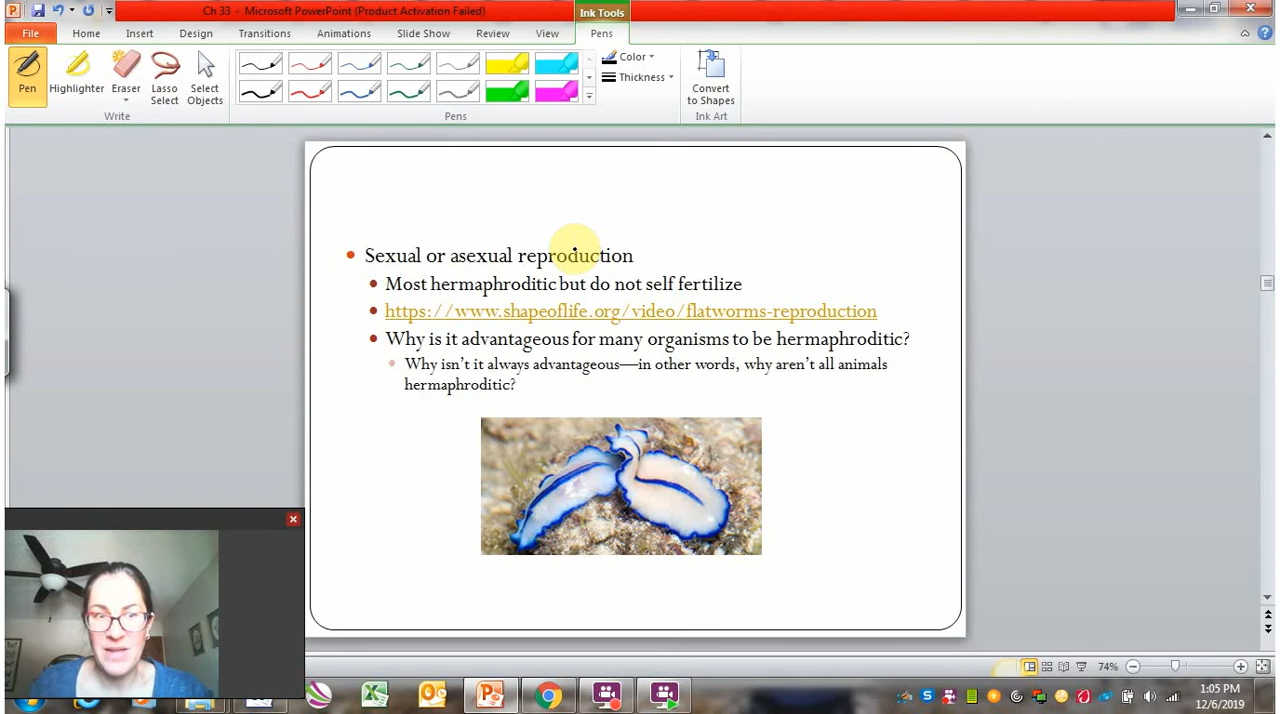 Ch 33 - Microsoft PowerPoint (Product Activation Failed)
Ink Tools
File Home Insert Design Transitions Animations Slide Show Review View Pens
Pen Highlighter Eraser Lasso Select Select Objects
Color
Thickness
Convert to Shapes
Write Pens Ink Art
Sexual or asexual reproduction
Most hermaphroditic but do not self fertilize
https://www.shapeoflife.org/video/flatworms-reproduction
Why is it advantageous for many organisms to be hermaphroditic?
Why isn't it always advantageous—in other words, why aren't all animals
hermaphroditic?
74%
1:05 PM
12/6/2019